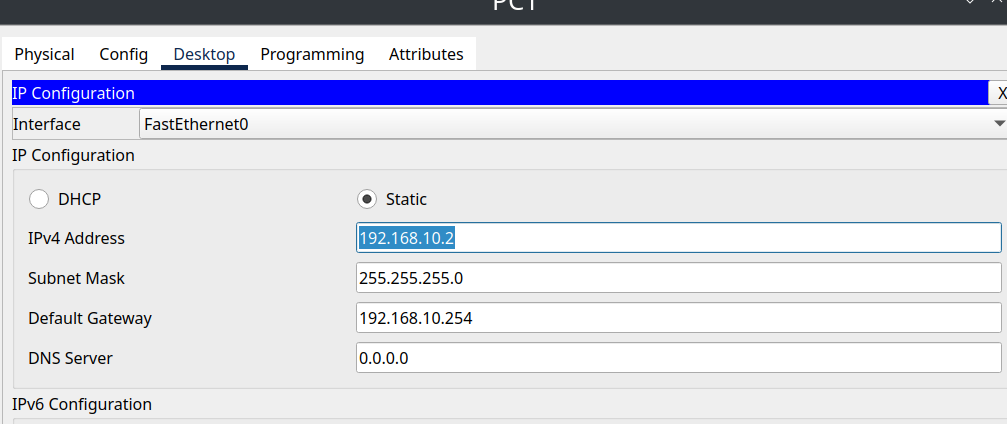 PC1
Physical Config Desktop Programming Attributes
IP Configuration X
Interface FastEthernet0
IP Configuration
DHCP Static
IPv4 Address 192.168.10.2
Subnet Mask 255.255.255.0
Default Gateway 192.168.10.254
DNS Server 0.0.0.0
IPv6 Configuration